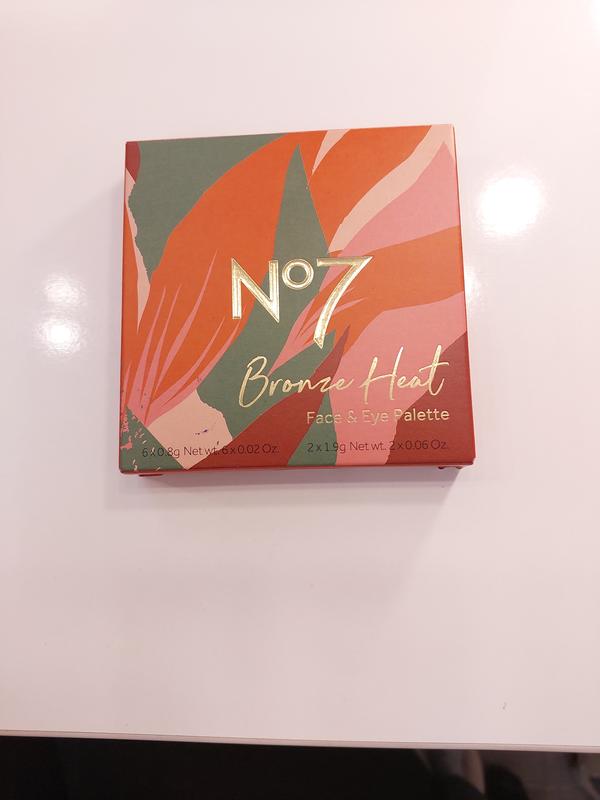 No7
Bronze Heat
Face & Eye Palette
6 x 0.8g Net wt. 6 x 0.02 Oz. 2 x 1.9g Net wt. 2 x 0.06 Oz.